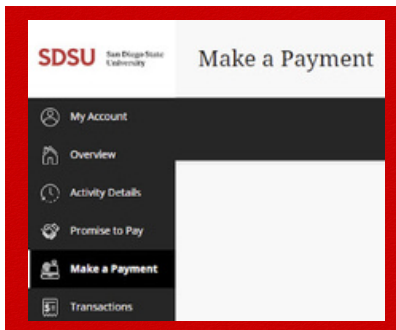 SDSU San Diego State
University
Make a Payment
My Account
Overview
Activity Details
Promise to Pay
Make a Payment
Transactions